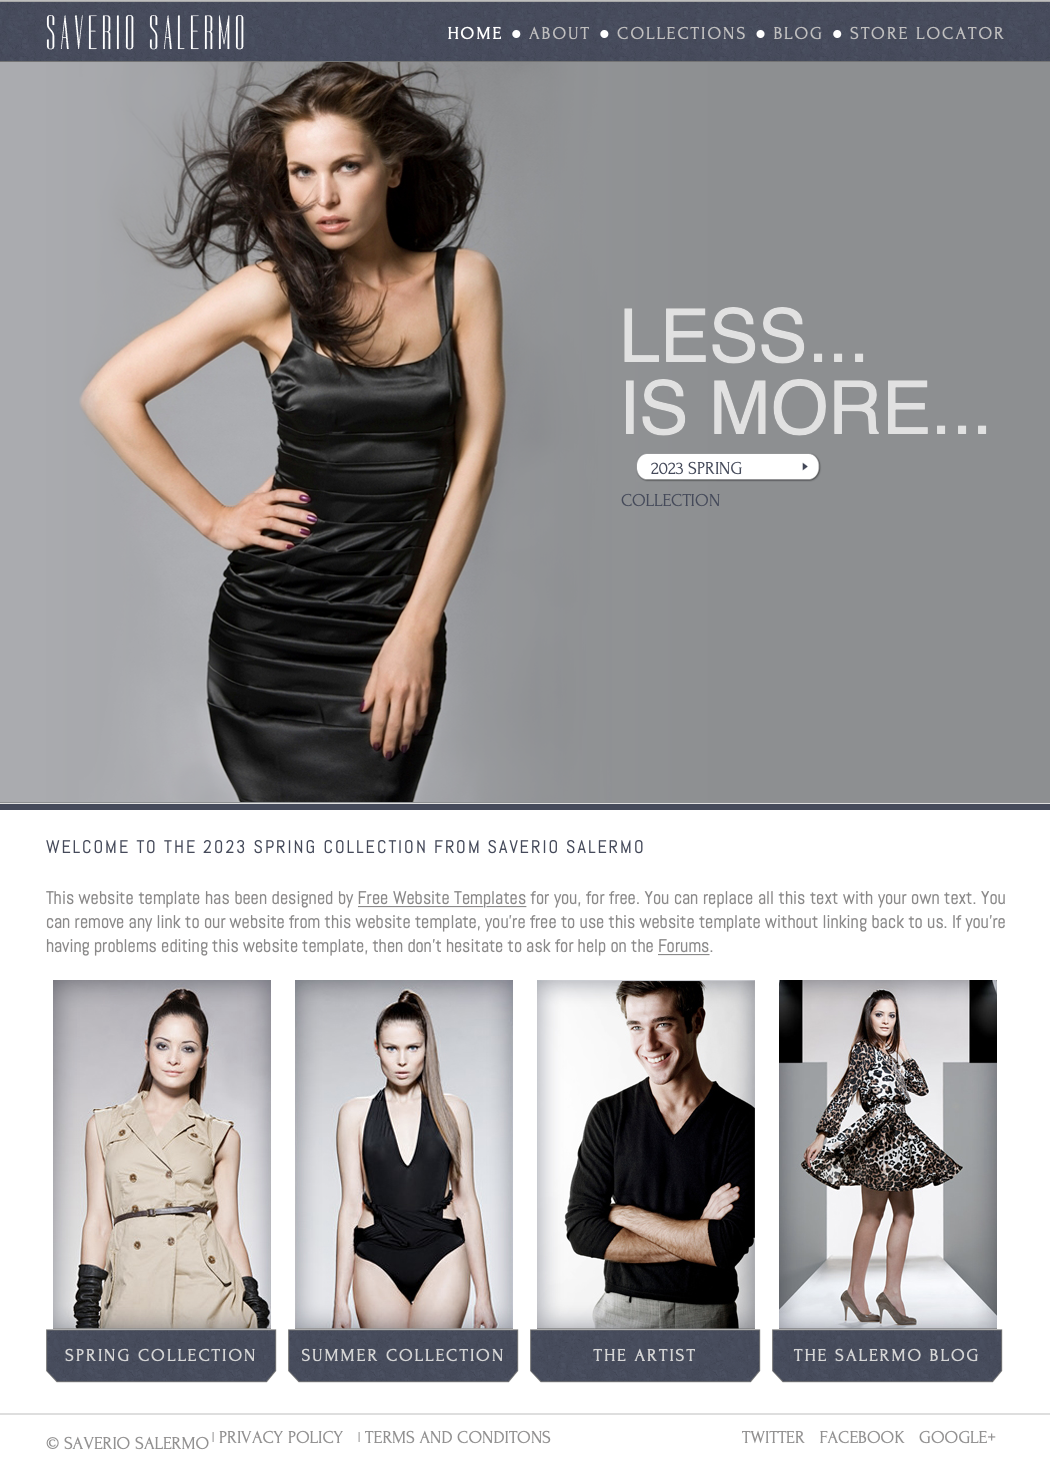 SAVERIO SALERMO
HOME • ABOUT • COLLECTIONS • BLOG • STORE LOCATOR
LESS...
IS MORE...
2023 SPRING
COLLECTION
WELCOME TO THE 2023 SPRING COLLECTION FROM SAVERIO SALERMO
This website template has been designed by Free Website Templates for you, for free. You can replace all this text with your own text. You
can remove any link to our website from this website template, you're free to use this website template without linking back to us. If you're
having problems editing this website template, then don't hesitate to ask for help on the Forums.
SPRING COLLECTION
SUMMER COLLECTION
THE ARTIST
THE SALERMO BLOG
© SAVERIO SALERMO | PRIVACY POLICY | TERMS AND CONDITONS
TWITTER FACEBOOK GOOGLE+